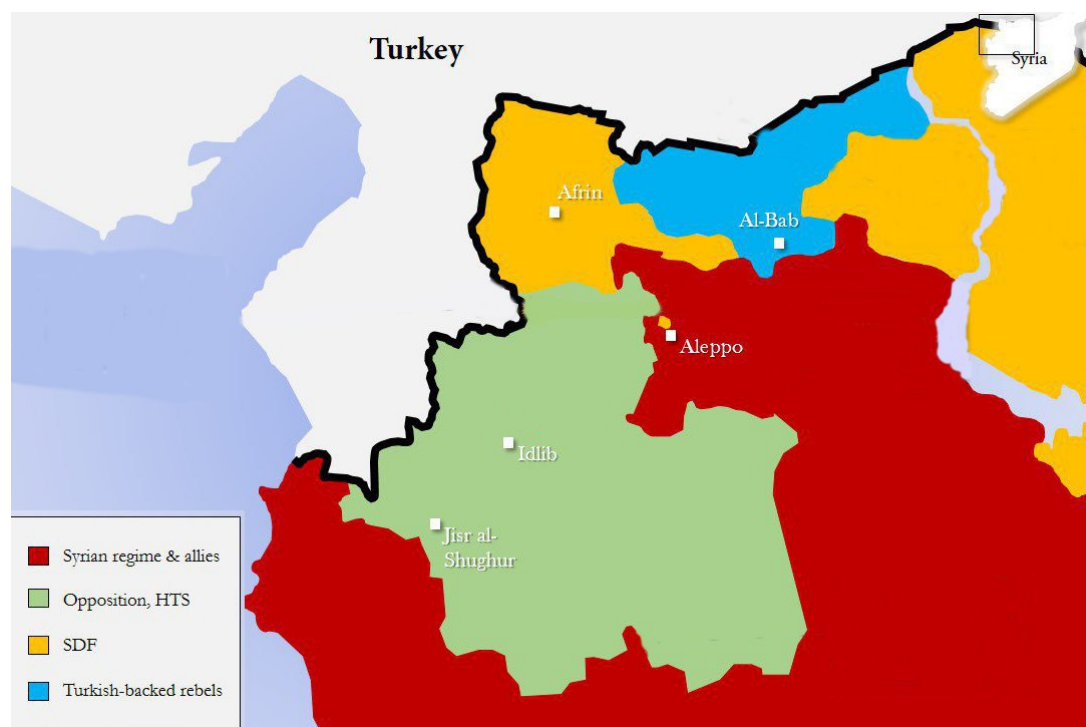 Turkey
Syria
Afrin
Al-Bab
Aleppo
Idlib
Jisr al-
Shughur
Syrian regime & allies
Opposition, HTS
SDF
Turkish-backed rebels